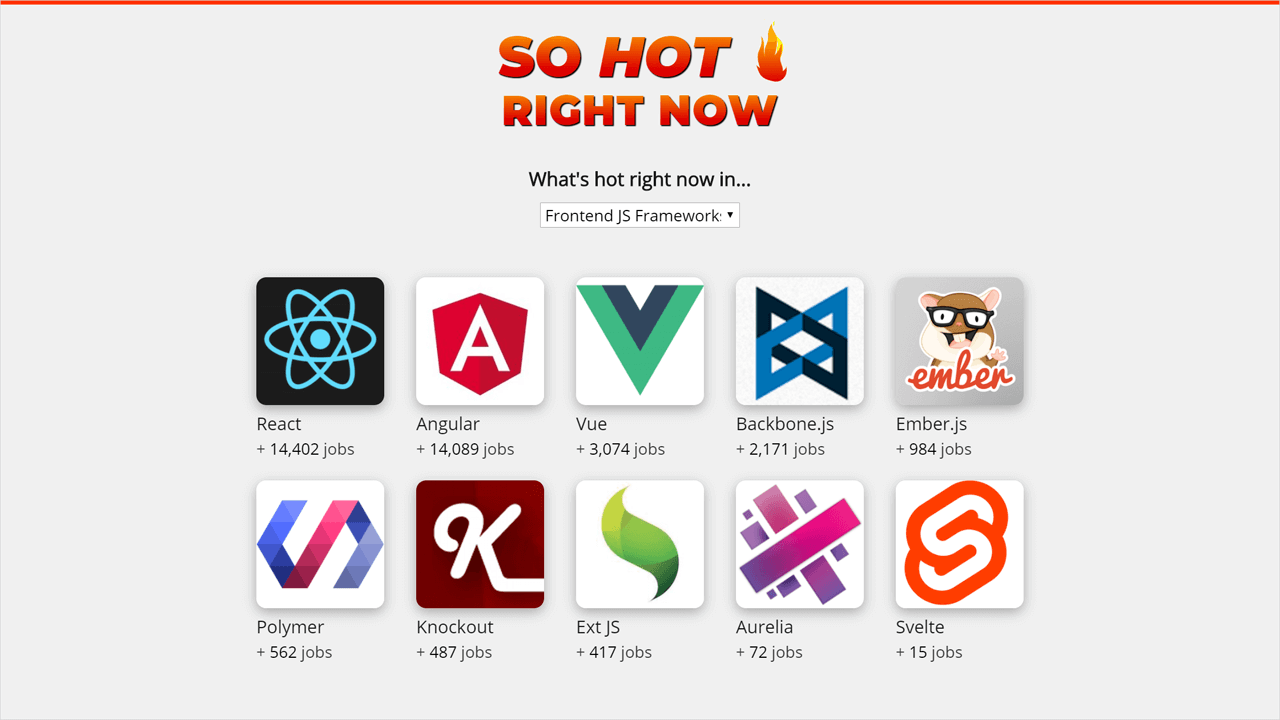 SO HOT
RIGHT NOW
What's hot right now in...
Frontend JS Frameworks
A
ember
React
Angular
Vue
Backbone.js
Ember.js
+ 14,402 jobs
+ 14,089 jobs
+ 3,074 jobs
+ 2,171 jobs
+ 984 jobs
K
S
Polymer
Knockout
Ext JS
Aurelia
Svelte
+ 562 jobs
+ 487 jobs
+ 417 jobs
+ 72 jobs
+ 15 jobs